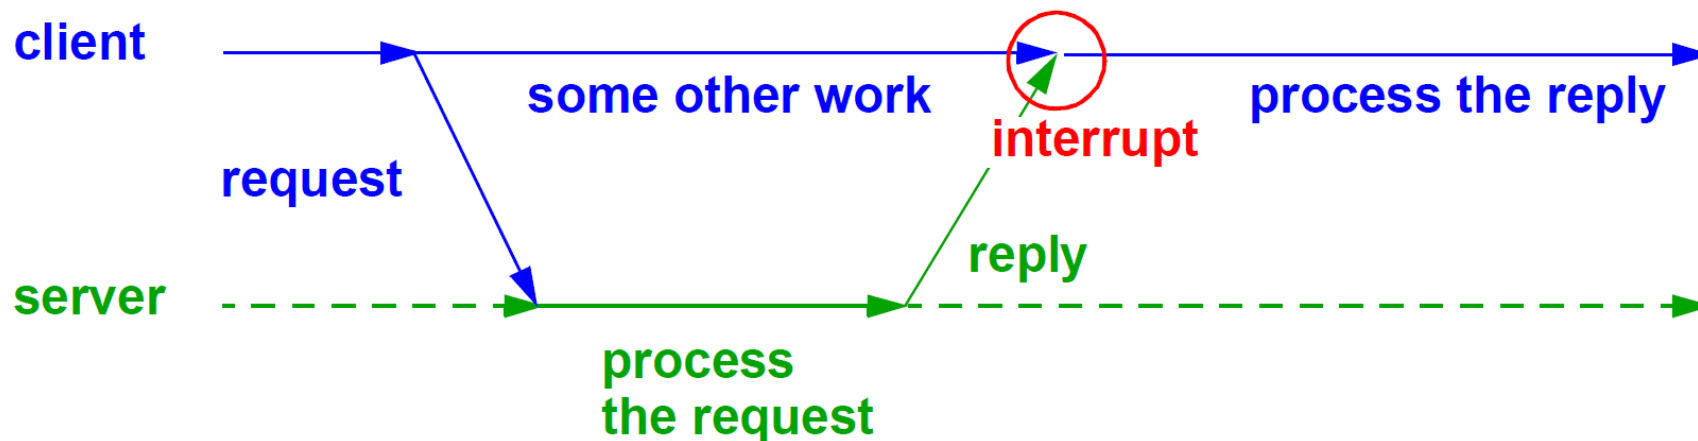 client
some other work
process the reply
interrupt
request
reply
server
process
the request